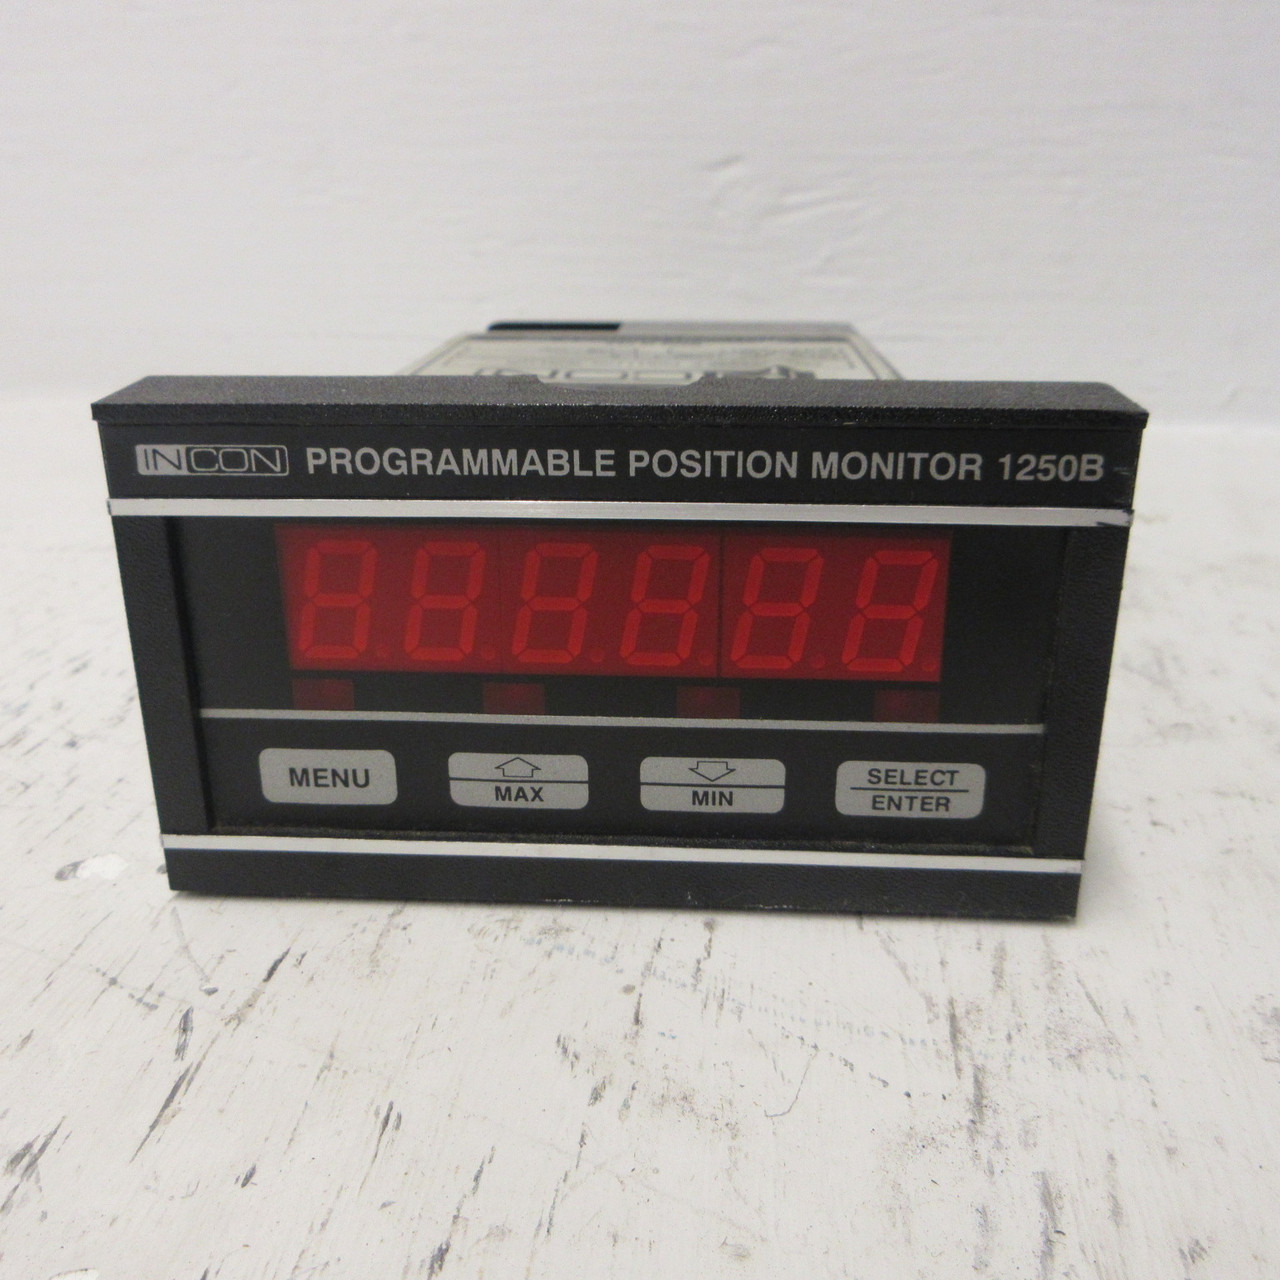 INCON PROGRAMMABLE POSITION MONITOR 1250B
MENU
MAX
MIN
SELECT
ENTER